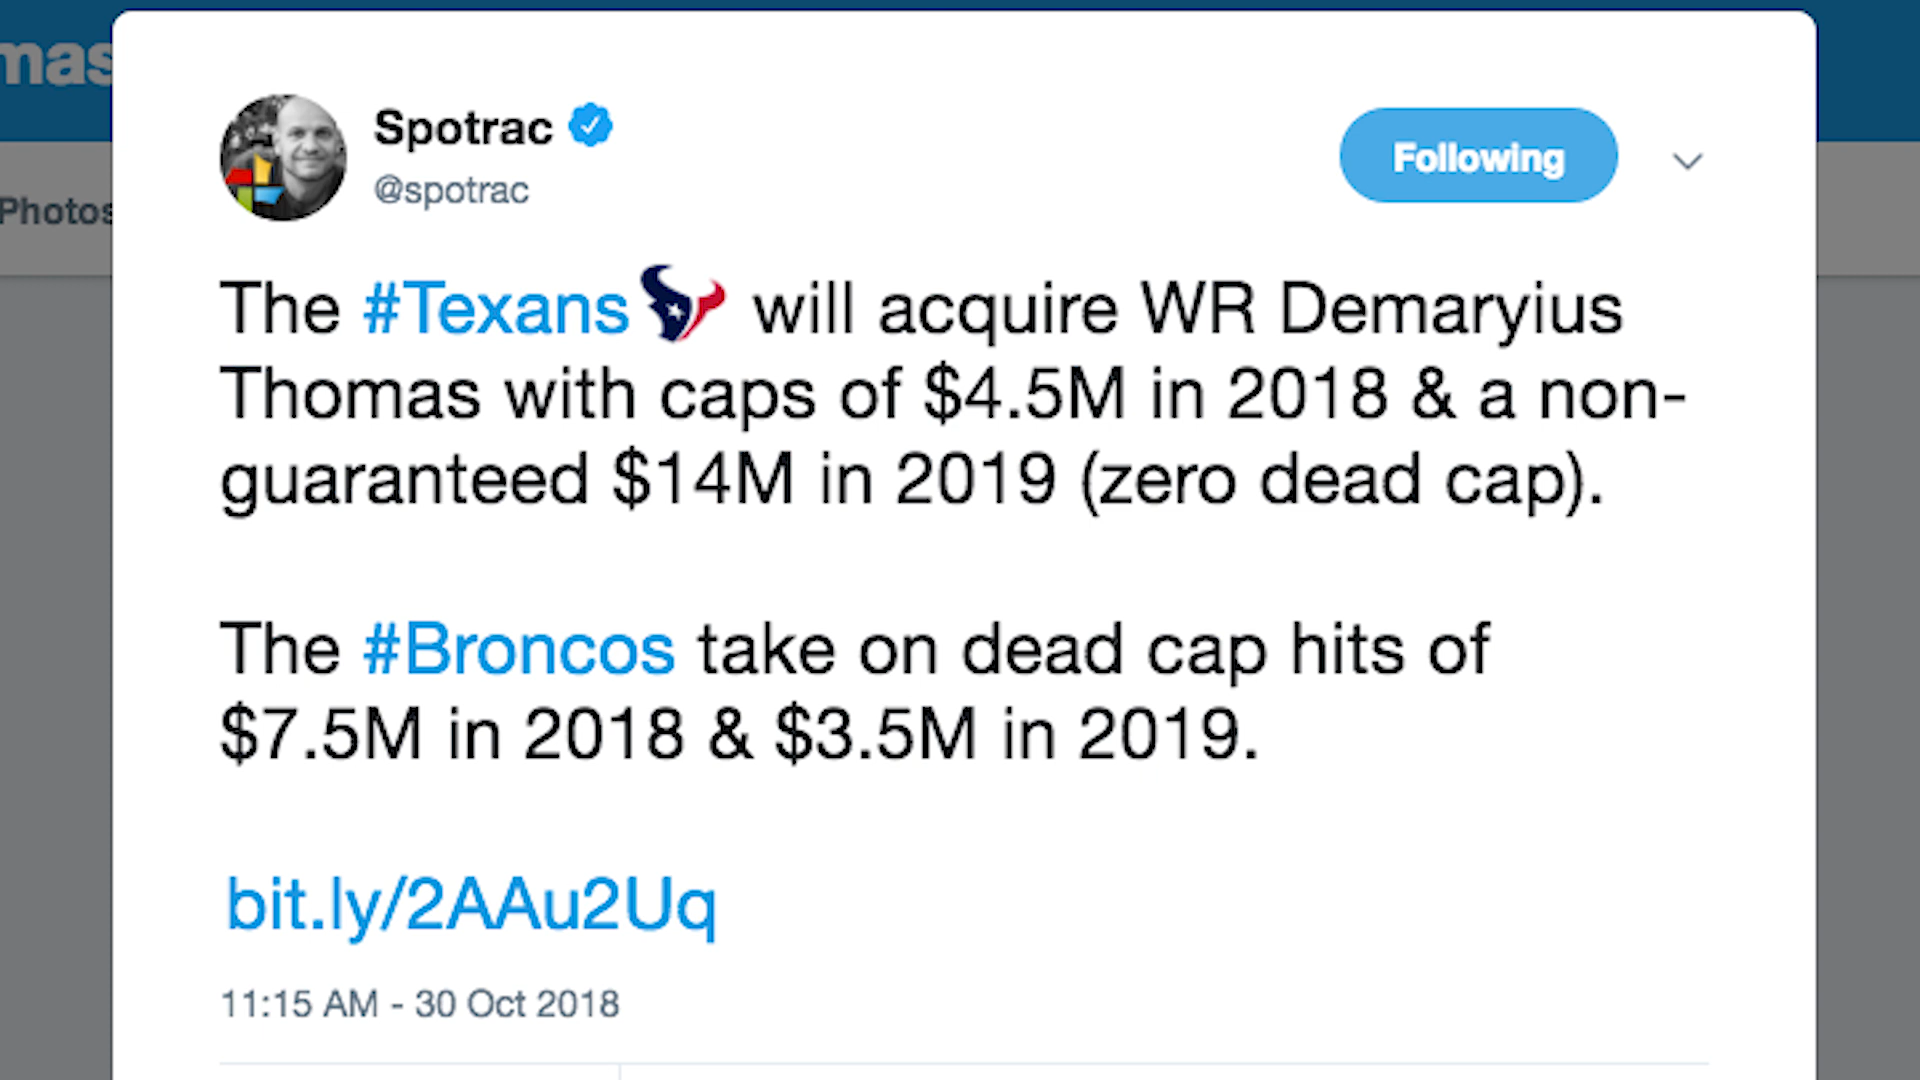 mas
Spotrac
@spotrac
Following
Photos
The #Texans will acquire WR Demaryius
Thomas with caps of $4.5M in 2018 & a non-
guaranteed $14M in 2019 (zero dead cap).
The #Broncos take on dead cap hits of
$7.5M in 2018 & $3.5M in 2019.
bit.ly/2AAu2Uq
11:15 AM - 30 Oct 2018